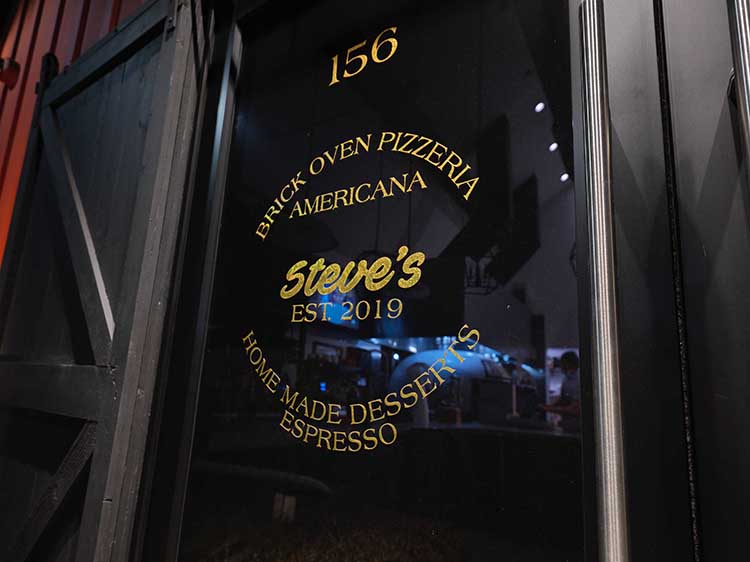 156
BRICK OVEN PIZZERIA
AMERICANA
Steve's
EST. 2019
HOME MADE DESSERTS
ESPRESSO